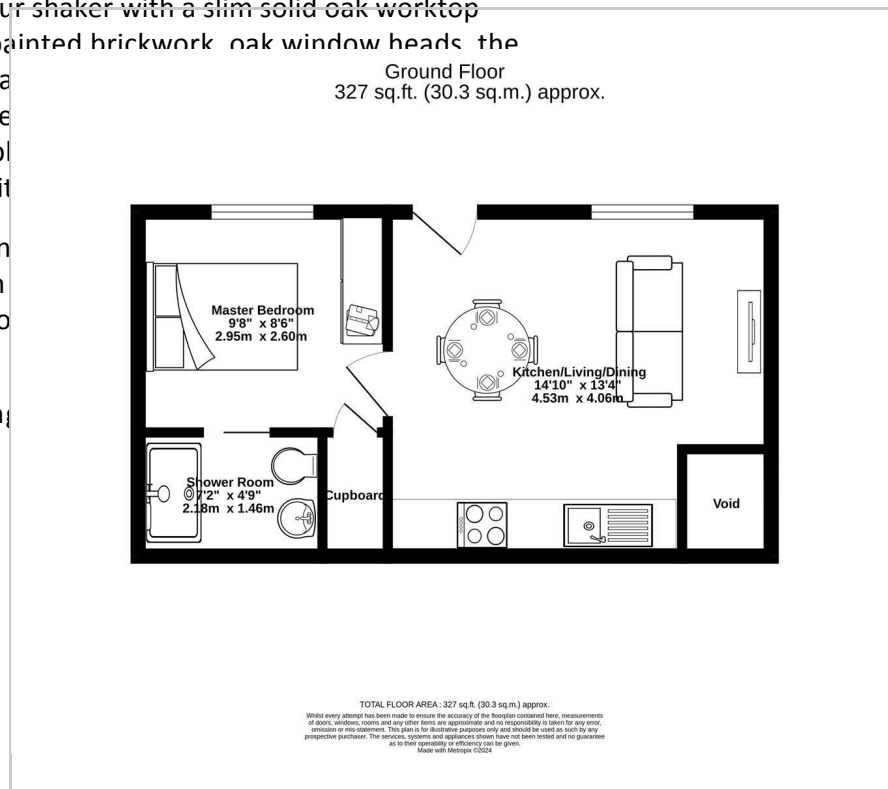 ur shaker with a slim solid oak worktop
painted brickwork, oak window heads, the
Ground Floor
327 sq.ft. (30.3 sq.m.) approx.
Master Bedroom
9'8" x 8'6"
2.95m x 2.60m
Kitchen/Living/Dining
14'10" x 13'4"
4.53m x 4.06m
Shower Room
7'2" x 4'9"
2.18m x 1.46m
Cupboard
Void
TOTAL FLOOR AREA : 327 sq.ft. (30.3 sq.m.) approx.
Whilst every attempt has been made to ensure the accuracy of the floorplan contained here, measurements
of doors, windows, rooms and any other items are approximate and no responsibility is taken for any error,
omission or mis-statement. This plan is for illustrative purposes only and should be used as such by any
prospective purchaser. The services, systems and appliances shown have not been tested and no guarantee
as to their operability or efficiency can be given.
Made with Metropix ©2024